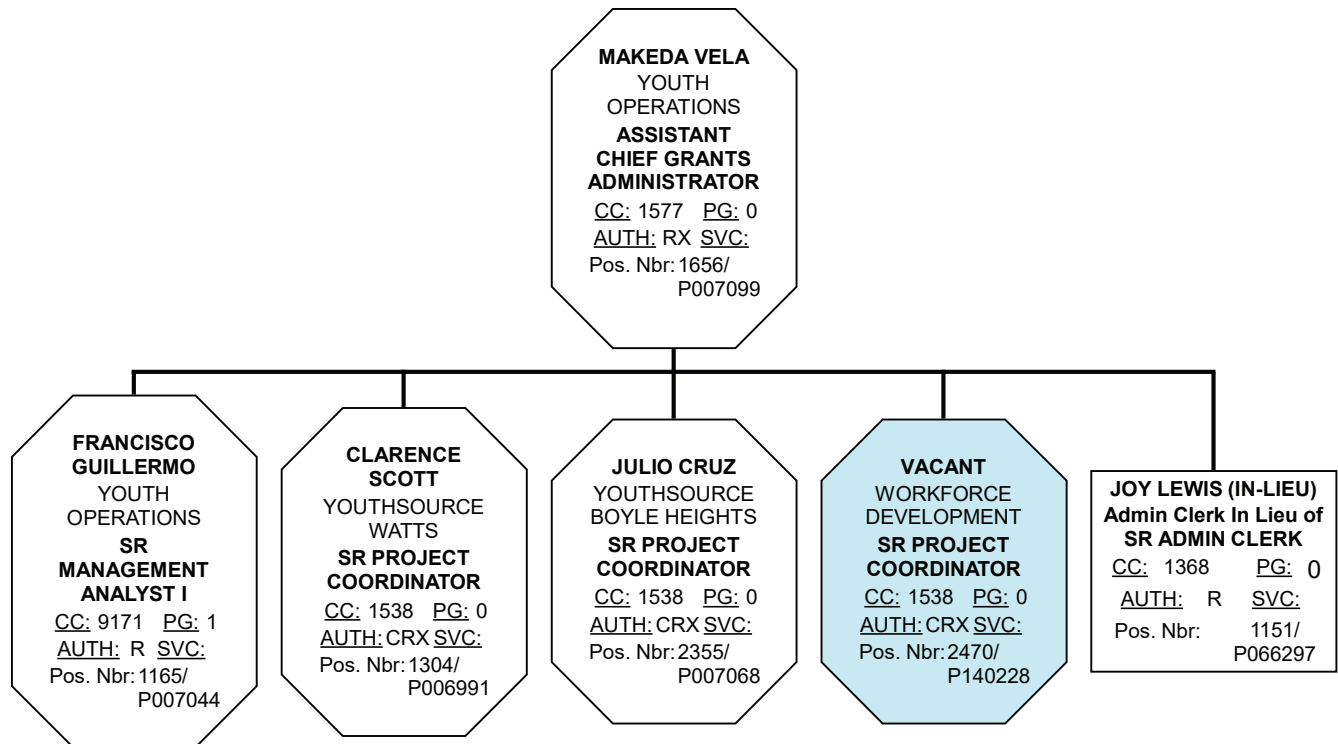 MAKEDA VELA
YOUTH
OPERATIONS
ASSISTANT
CHIEF GRANTS
ADMINISTRATOR
CC: 1577 PG: 0
AUTH: RX SVC:
Pos. Nbr: 1656/
P007099
FRANCISCO
GUILLERMO
YOUTH
OPERATIONS
SR
MANAGEMENT
ANALYST I
CC: 9171 PG: 1
AUTH: R SVC:
Pos. Nbr: 1165/
P007044
CLARENCE
SCOTT
YOUTHSOURCE
WATTS
SR PROJECT
COORDINATOR
CC: 1538 PG: 0
AUTH: CRX SVC:
Pos. Nbr: 1304/
P006991
JULIO CRUZ
YOUTHSOURCE
BOYLE HEIGHTS
SR PROJECT
COORDINATOR
CC: 1538 PG: 0
AUTH: CRX SVC:
Pos. Nbr: 2355/
P007068
VACANT
WORKFORCE
DEVELOPMENT
SR PROJECT
COORDINATOR
CC: 1538 PG: 0
AUTH: CRX SVC:
Pos. Nbr: 2470/
P140228
JOY LEWIS (IN-LIEU)
Admin Clerk In Lieu of
SR ADMIN CLERK
CC: 1368 PG: 0
AUTH: R SVC:
Pos. Nbr: 1151/
P066297